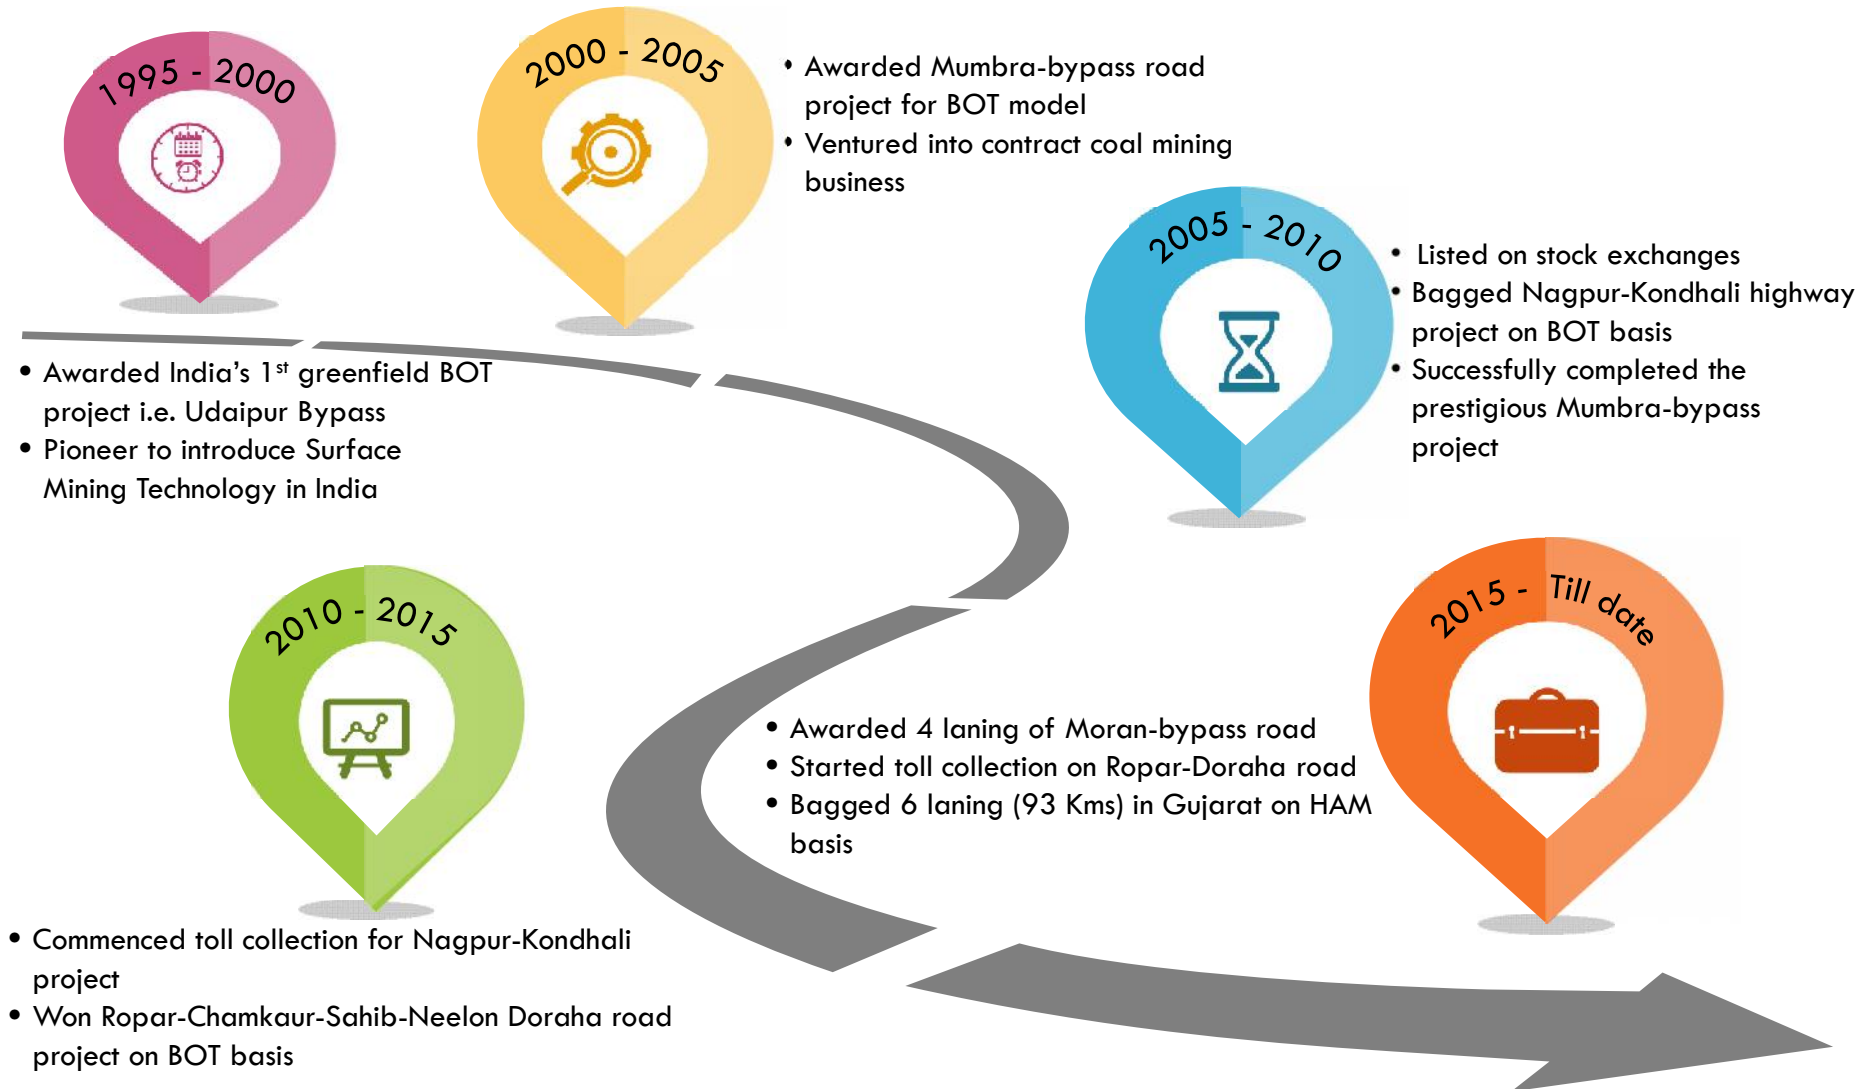 1995 - 2000
• Awarded India’s 1st greenfield BOT
project i.e. Udaipur Bypass
• Pioneer to introduce Surface
Mining Technology in India
2000 - 2005
• Awarded Mumbra-bypass road
project for BOT model
• Ventured into contract coal mining
business
2005 - 2010
• Listed on stock exchanges
• Bagged Nagpur-Kondhali highway
project on BOT basis
• Successfully completed the
prestigious Mumbra-bypass
project
2010 - 2015
• Commenced toll collection for Nagpur-Kondhali
project
• Won Ropar-Chamkaur-Sahib-Neelon Doraha road
project on BOT basis
2015 - Till date
• Awarded 4 laning of Moran-bypass road
• Started toll collection on Ropar-Doraha road
• Bagged 6 laning (93 Kms) in Gujarat on HAM
basis